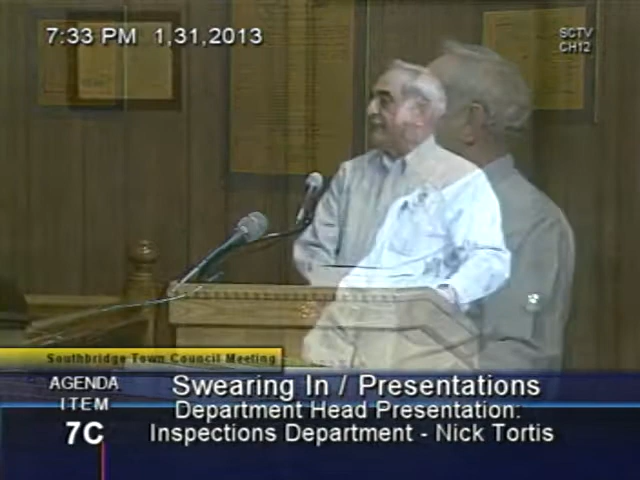 7:33 PM 1,31,2013
SCTV
CH12
Southbridge Town Council Meeting
AGENDA
ITEM
7C
Swearing In / Presentations
Department Head Presentation:
Inspections Department - Nick Tortis